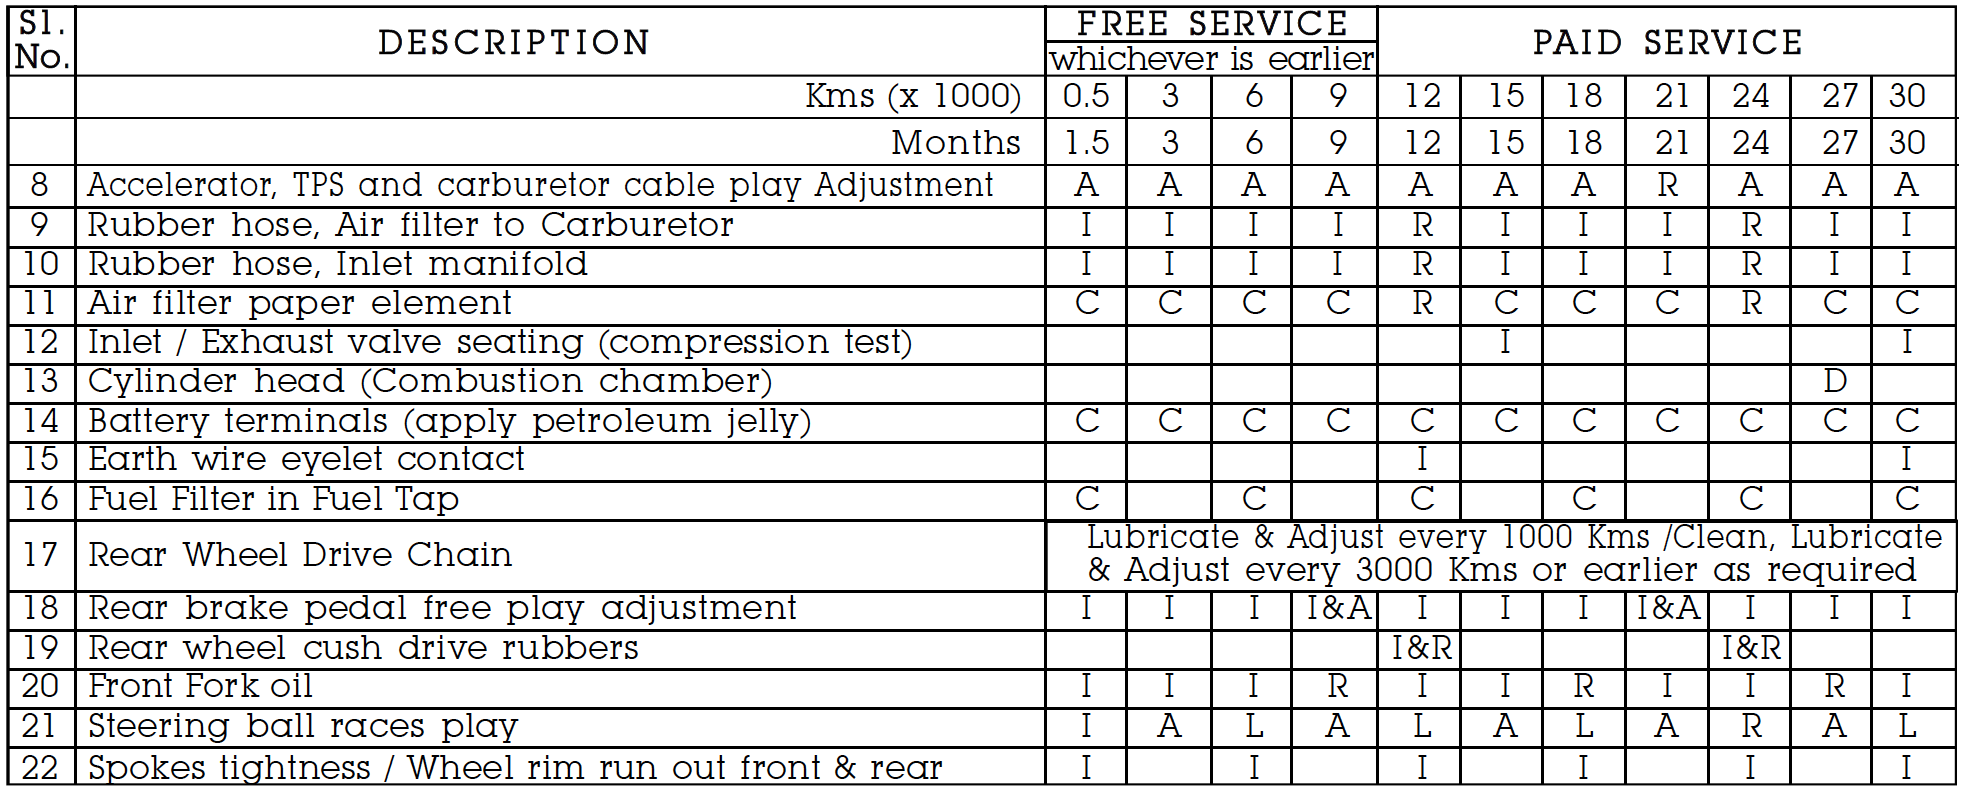 Sl. No. DESCRIPTION FREE SERVICE whichever is earlier PAID SERVICE
Kms (x 1000) 0.5 3 6 9 12 15 18 21 24 27 30
Months 1.5 3 6 9 12 15 18 21 24 27 30
8 Accelerator, TPS and carburetor cable play Adjustment A A A A A A A R A A A
9 Rubber hose, Air filter to Carburetor I I I I R I I I R I I
10 Rubber hose, Inlet manifold I I I I R I I I R I I
11 Air filter paper element C C C C R C C C R C C
12 Inlet / Exhaust valve seating (compression test) I I
13 Cylinder head (Combustion chamber) D
14 Battery terminals (apply petroleum jelly) C C C C C C C C C C C
15 Earth wire eyelet contact I I
16 Fuel Filter in Fuel Tap C C C C C C
17 Rear Wheel Drive Chain Lubricate & Adjust every 1000 Kms /Clean, Lubricate
& Adjust every 3000 Kms or earlier as required
18 Rear brake pedal free play adjustment I I I I&A I I I I&A I I I
19 Rear wheel cush drive rubbers I&R I&R
20 Front Fork oil I I I R I I R I I R I
21 Steering ball races play I A L A L A L A R A L
22 Spokes tightness / Wheel rim run out front & rear I I I I I I